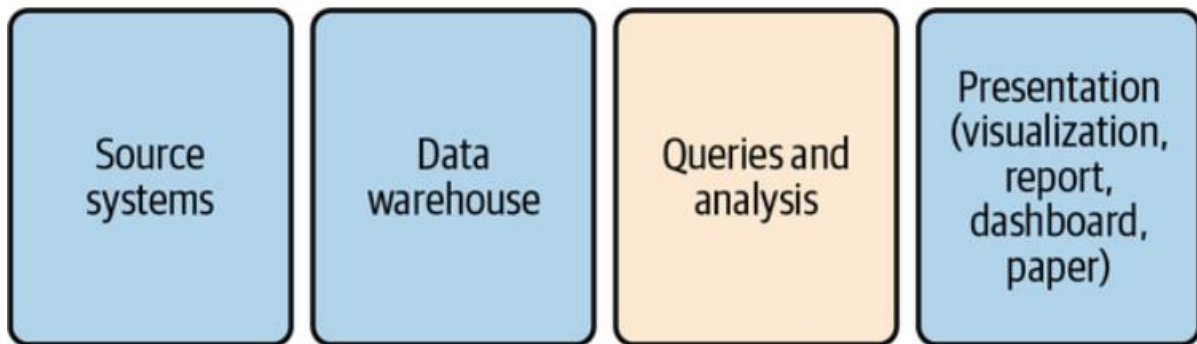 Source
systems
Data
warehouse
Queries and
analysis
Presentation
(visualization,
report,
dashboard,
paper)